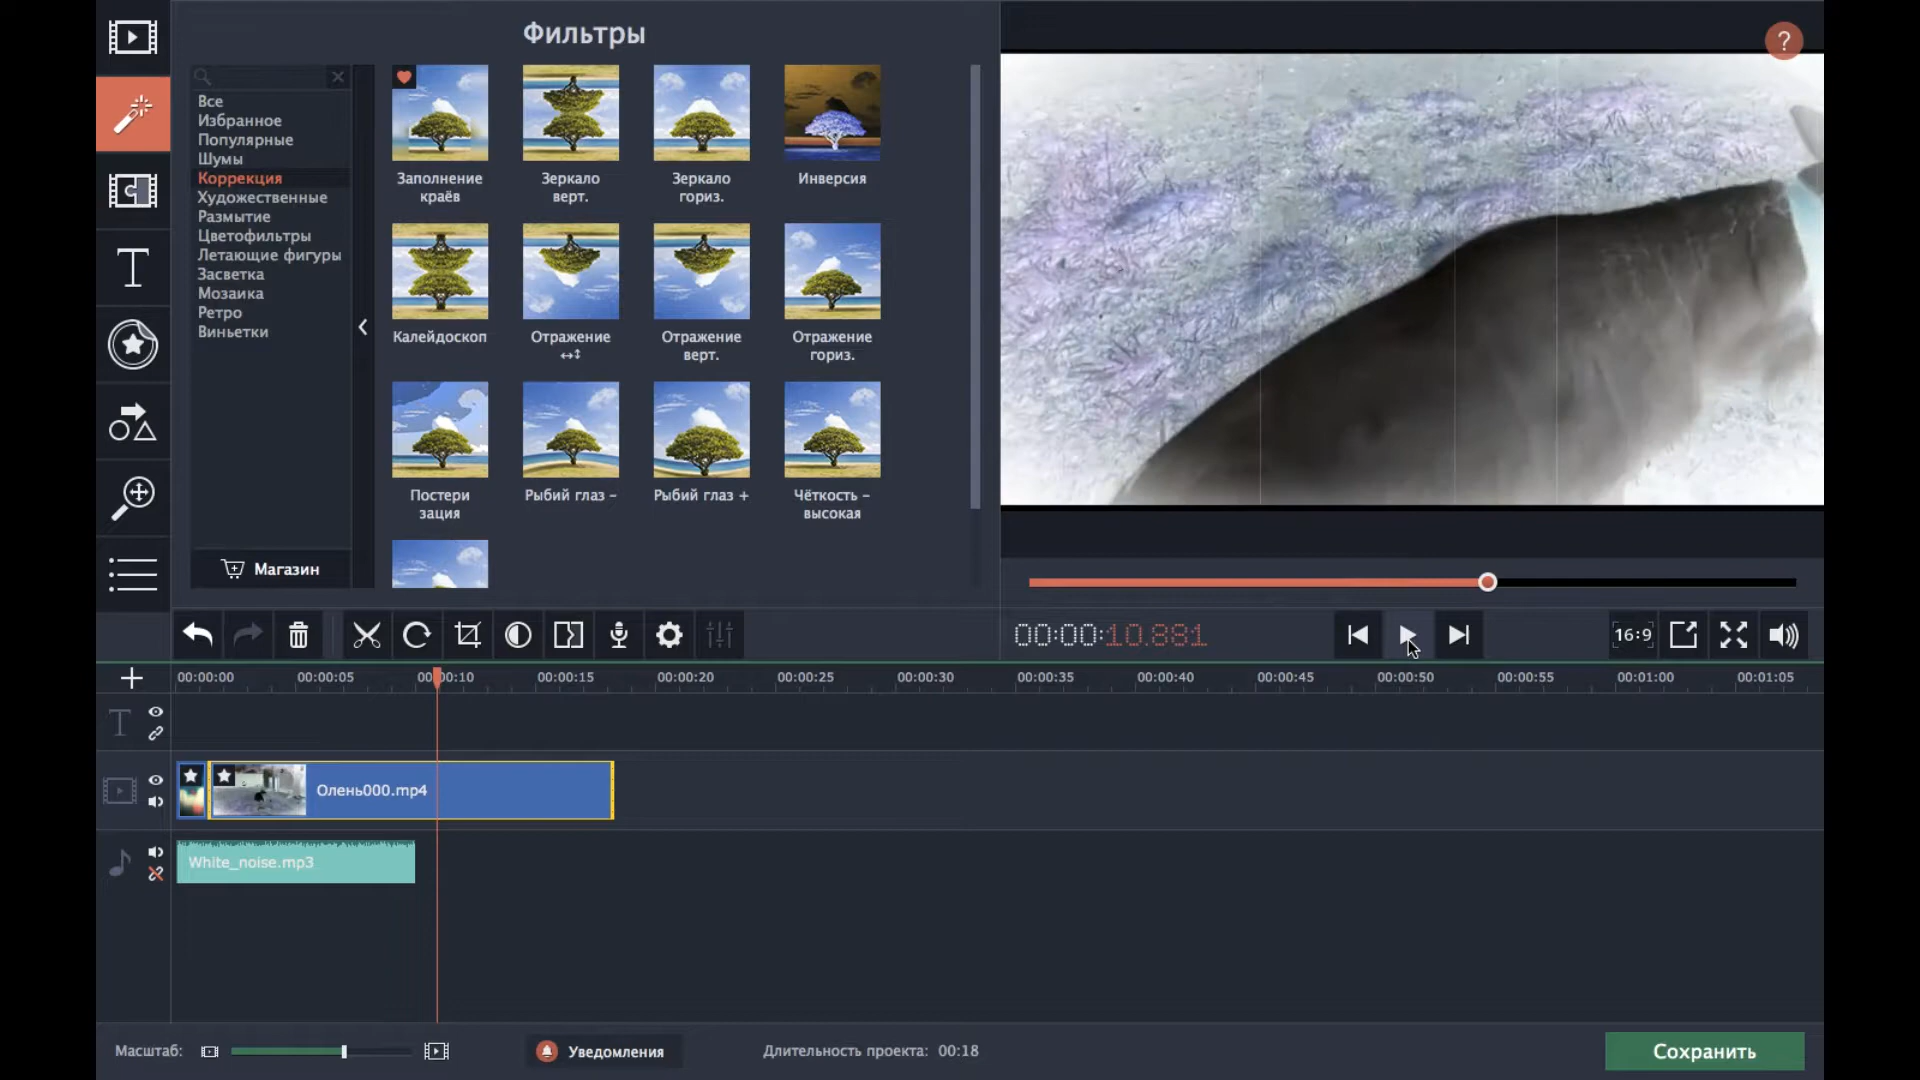 Фильтры
?
Все
Избранное
Популярные
Шумы
Коррекция
Художественные
Размытие
Цветофильтры
Летающие фигуры
Засветка
Мозаика
Ретро
Виньетки
Магазин
Заполнение
краёв
Зеркало
верт.
Зеркало
гориз.
Инверсия
Калейдоскоп
Отражение
↔↕
Отражение
верт.
Отражение
гориз.
Постери
зация
Рыбий глаз –
Рыбий глаз +
Чёткость –
высокая
00:00:10.881
16:9
00:00:00
00:00:05
00:00:10
00:00:15
00:00:20
00:00:25
00:00:30
00:00:35
00:00:40
00:00:45
00:00:50
00:00:55
00:01:00
00:01:05
Олень000.mp4
White_noise.mp3
Масштаб:
Уведомления
Длительность проекта: 00:18
Сохранить